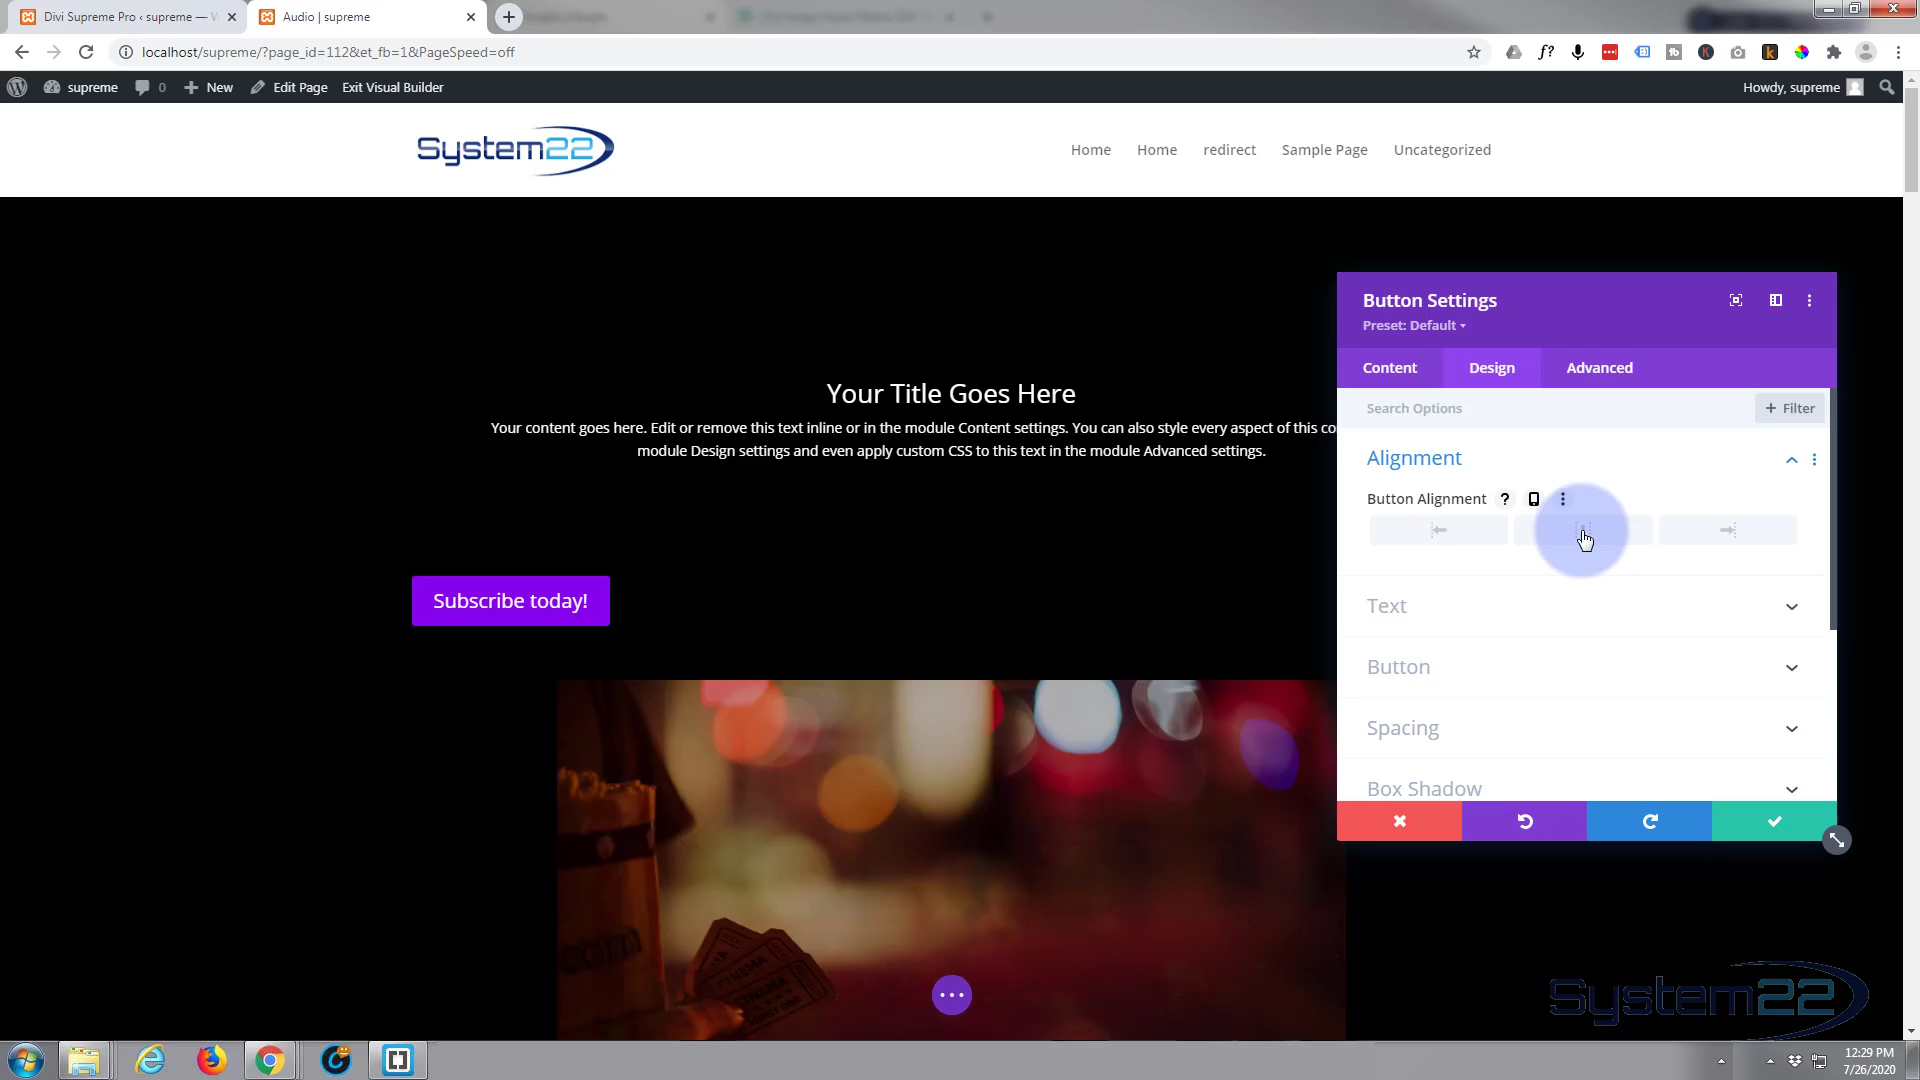 Divi Supreme Pro ‹ supreme — W
Audio | supreme
localhost/supreme/?page_id=112&et_fb=1&PageSpeed=off
supreme
0
New
Edit Page
Exit Visual Builder
Howdy, supreme
System22
Home
Home
redirect
Sample Page
Uncategorized
Button Settings
Preset: Default
Content
Design
Advanced
Search Options
+ Filter
Your Title Goes Here
Your content goes here. Edit or remove this text inline or in the module Content settings. You can also style every aspect of this co
module Design settings and even apply custom CSS to this text in the module Advanced settings.
Alignment
Button Alignment
?
Subscribe today!
Text
Button
Spacing
Box Shadow
CINEMA
System22
12:29 PM
7/26/2020